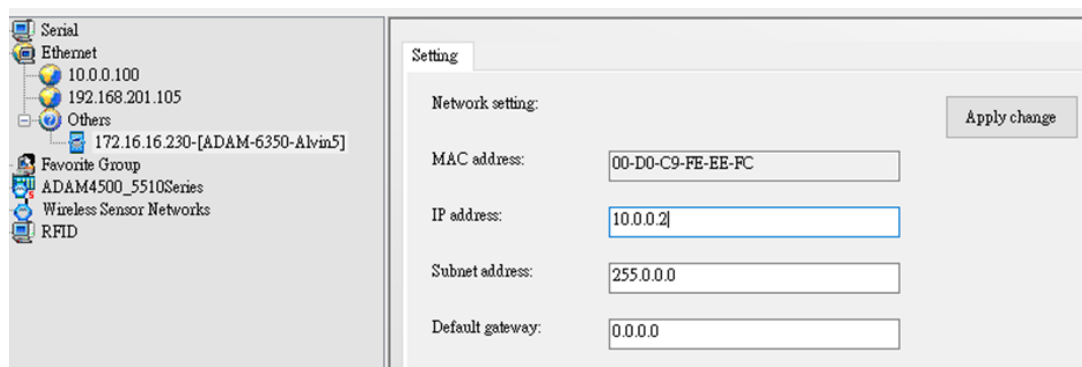 Serial
Ethernet
10.0.0.100
192.168.201.105
Others
172.16.16.230-[ADAM-6350-Alvin5]
Favorite Group
ADAM4500_5510Series
Wireless Sensor Networks
RFID
Setting
Network setting:
Apply change
MAC address:
00-D0-C9-FE-EE-FC
IP address:
10.0.0.2
Subnet address:
255.0.0.0
Default gateway:
0.0.0.0